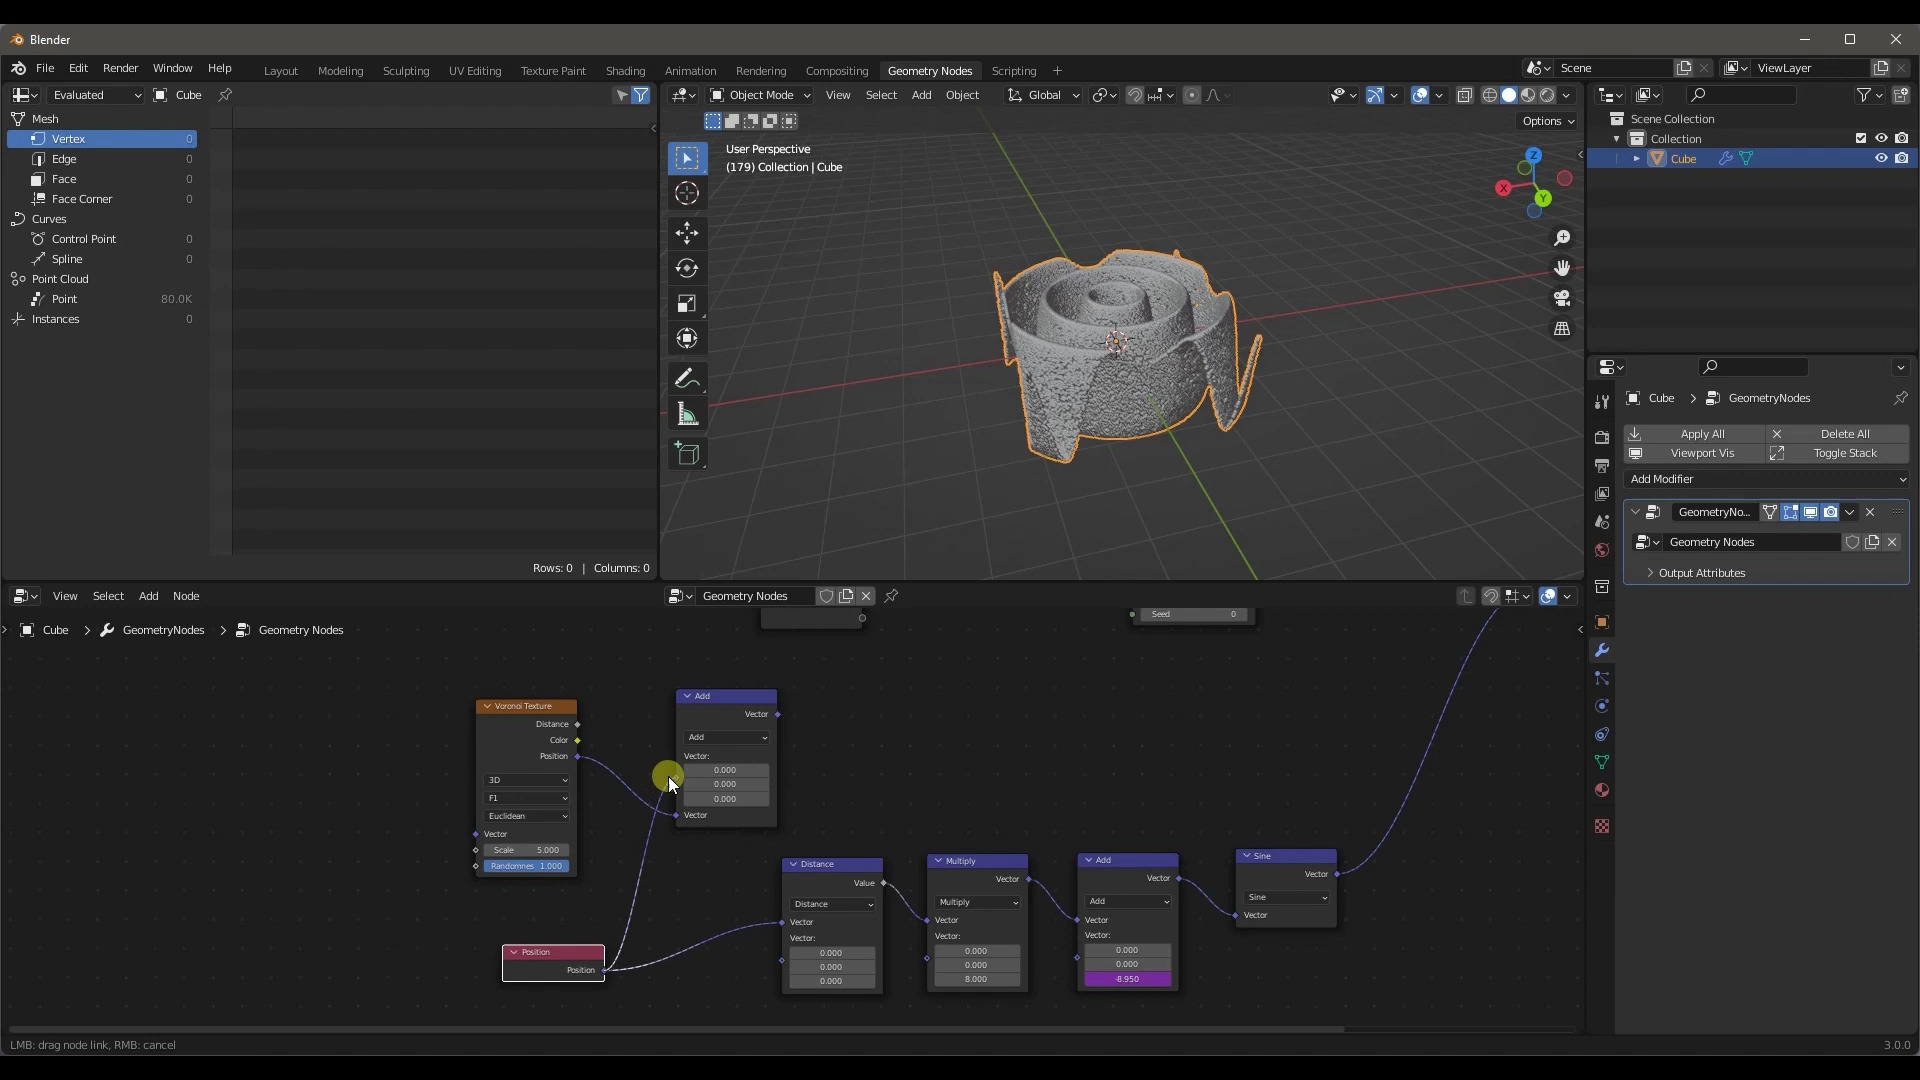 Blender
File Edit Render Window Help
Layout Modeling Sculpting UV Editing Texture Paint Shading Animation Rendering Compositing Geometry Nodes Scripting +
Scene
ViewLayer
Evaluated Cube
Mesh
Vertex 0
Edge 0
Face 0
Face Corner 0
Curves
Control Point 0
Spline 0
Point Cloud
Point 80.0K
Instances 0
Rows: 0 | Columns: 0
Object Mode View Select Add Object Global
Options
User Perspective
(179) Collection | Cube
Z
X
Y
Scene Collection
Collection
Cube
Cube GeometryNodes
Apply All Delete All
Viewport Vis Toggle Stack
Add Modifier
GeometryNo...
Geometry Nodes
Output Attributes
View Select Add Node
Geometry Nodes
Cube GeometryNodes Geometry Nodes
Seed 0
Voronoi Texture
Distance
Color
Position
3D
F1
Euclidean
Vector
Scale 5.000
Randomnes 1.000
Add
Vector
Add
Vector:
0.000
0.000
0.000
Vector
Position
Position
Distance
Value
Distance
Vector
Vector:
0.000
0.000
0.000
Multiply
Vector
Multiply
Vector
Vector:
0.000
0.000
8.000
Add
Vector
Add
Vector
Vector:
0.000
0.000
-8.950
Sine
Vector
Sine
Vector
LMB: drag node link, RMB: cancel
3.0.0